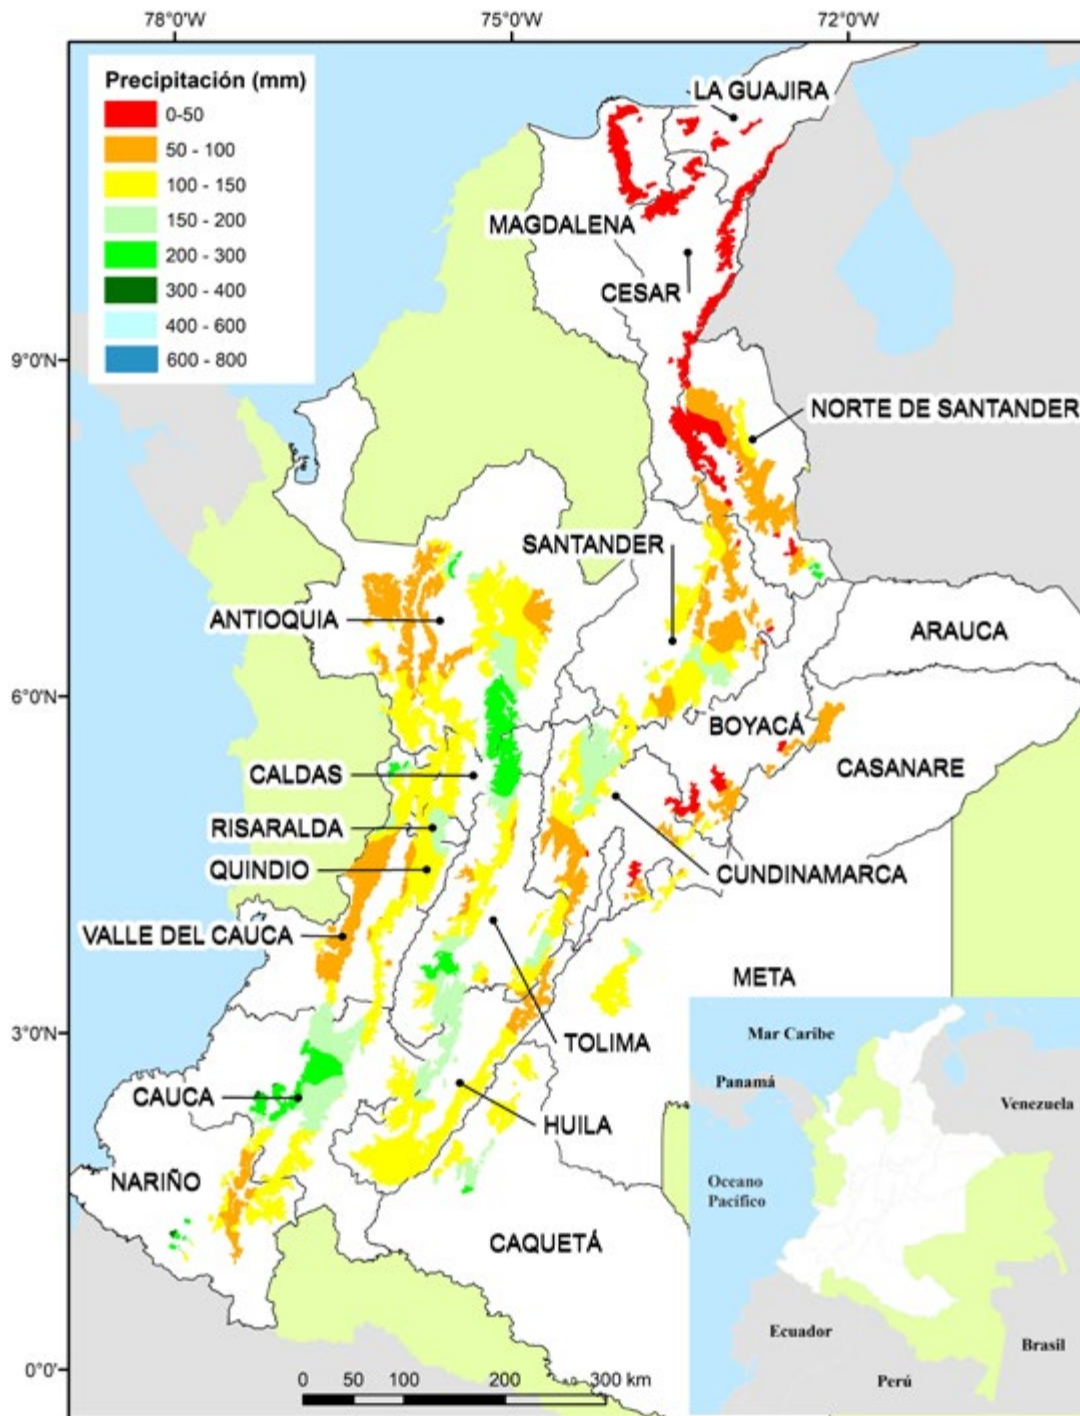 78°0'W 75°0'W 72°0'W
Precipitación (mm)
0-50
50 - 100
100 - 150
150 - 200
200 - 300
300 - 400
400 - 600
600 - 800
LA GUAJIRA
MAGDALENA
CESAR
9°0'N
NORTE DE SANTANDER
SANTANDER
ANTIOQUIA
ARAUCA
6°0'N
BOYACÁ
CASANARE
CALDAS
RISARALDA
QUINDIO
CUNDINAMARCA
VALLE DEL CAUCA
META
3°0'N
TOLIMA
CAUCA
HUILA
NARIÑO
CAQUETÁ
0°0'
0 50 100 200 300 km
Mar Caribe
Panamá
Venezuela
Oceano
Pacífico
Ecuador
Brasil
Perú